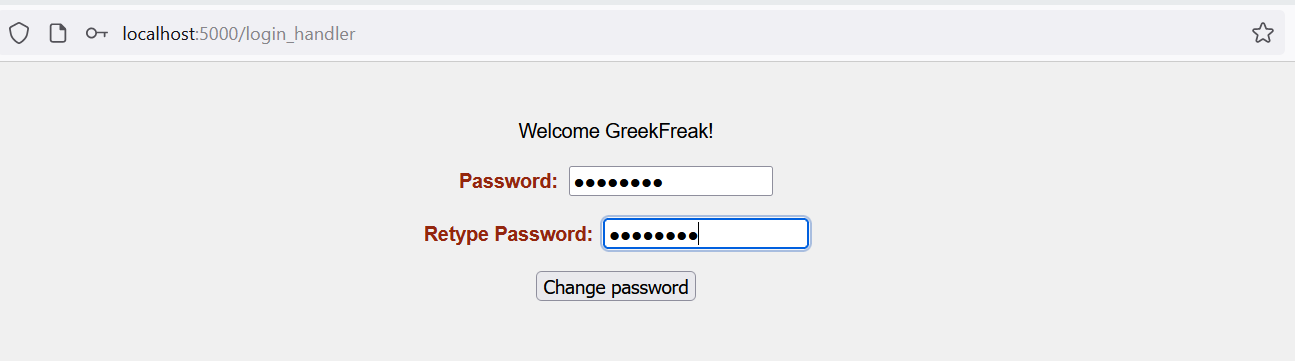 localhost:5000/login_handler
Welcome GreekFreak!
Password: ●●●●●●●●
Retype Password: ●●●●●●●●
Change password